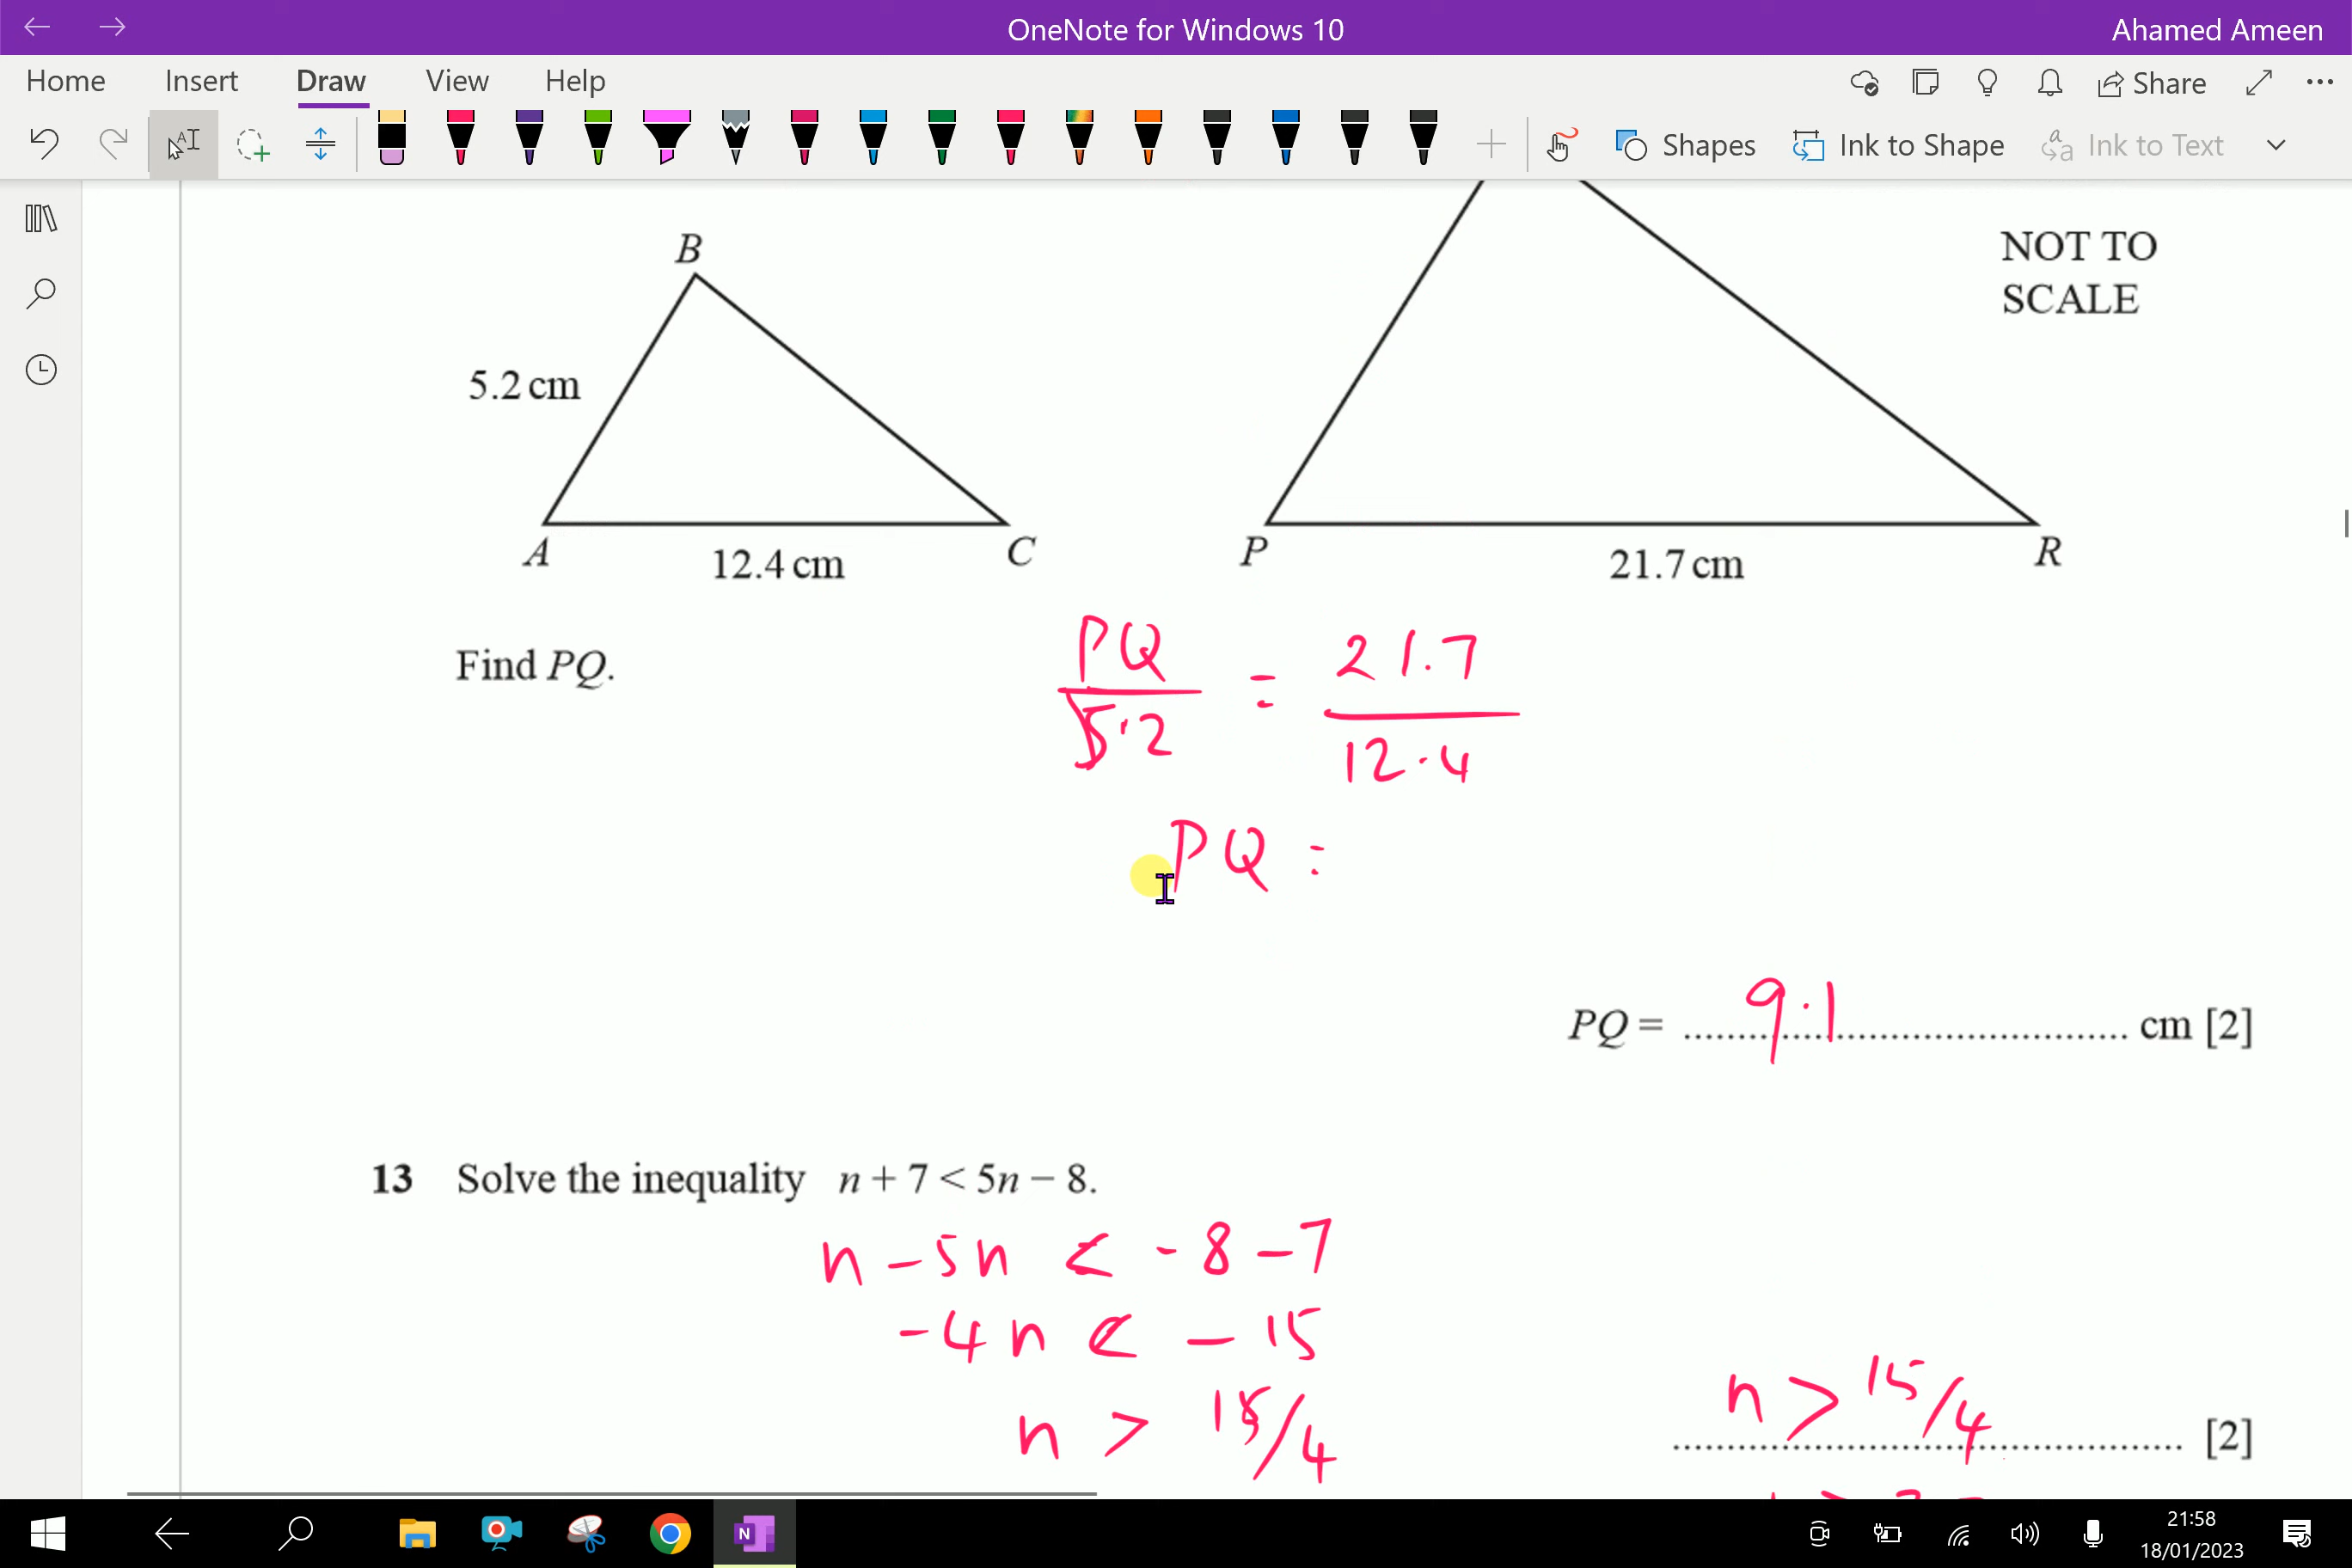 OneNote for Windows 10
Ahamed Ameen
Home Insert Draw View Help
Share
Shapes Ink to Shape Ink to Text
B
NOT TO
SCALE
5.2 cm
A 12.4 cm C
P 21.7 cm R
Find PQ.
PQ/5.2 = 21.7/12.4
PQ =
PQ = 9.1 cm [2]
13 Solve the inequality n + 7 < 5n − 8.
n − 5n < -8 − 7
-4n < − 15
n > 15/4
n > 15/4
[2]
21:58
18/01/2023